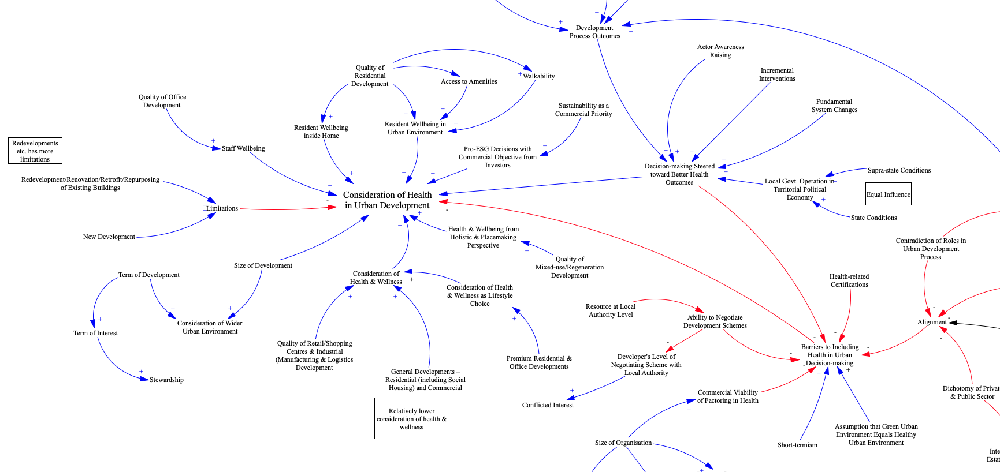 Development
Process Outcomes
Actor Awareness
Raising
Quality of
Residential
Development
Access to Amenities
Walkability
Incremental
Interventions
Quality of Office
Development
Sustainability as a
Commercial Priority
Fundamental
System Changes
Resident Wellbeing
inside Home
Resident Wellbeing in
Urban Environment
Redevelopments
etc. has more
limitations
Staff Wellbeing
Pro-ESG Decisions with
Commercial Objective from
Investors
Decision-making Steered
toward Better Health
Outcomes
Supra-state Conditions
Local Govt. Operation in
Territorial Political
Economy
Equal Influence
State Conditions
Redevelopment/Renovation/Retrofit/Repurposing
of Existing Buildings
Consideration of Health
in Urban Development
Limitations
New Development
Health & Wellbeing from
Holistic & Placemaking
Perspective
Contradiction of Roles in
Urban Development
Process
Size of Development
Quality of
Mixed-use/Regeneration
Development
Term of Development
Consideration of
Health & Wellness
Health-related
Certifications
Consideration of Health
& Wellness as Lifestyle
Choice
Resource at Local
Authority Level
Ability to Negotiate
Development Schemes
Alignment
Consideration of Wider
Urban Environment
Term of Interest
Quality of Retail/Shopping
Centres & Industrial
(Manufacturing & Logistics
Development
Premium Residential &
Office Developments
Developer's Level of
Negotiating Scheme with
Local Authority
Barriers to Including
Health in Urban
Decision-making
Stewardship
General Developments –
Residential (including Social
Housing) and Commercial
Conflicted Interest
Commercial Viability
of Factoring in Health
Dichotomy of Privat
& Public Sector
Relatively lower
consideration of health &
wellness
Assumption that Green Urban
Environment Equals Healthy
Urban Environment
Size of Organisation
Short-termism
Inte
Estat